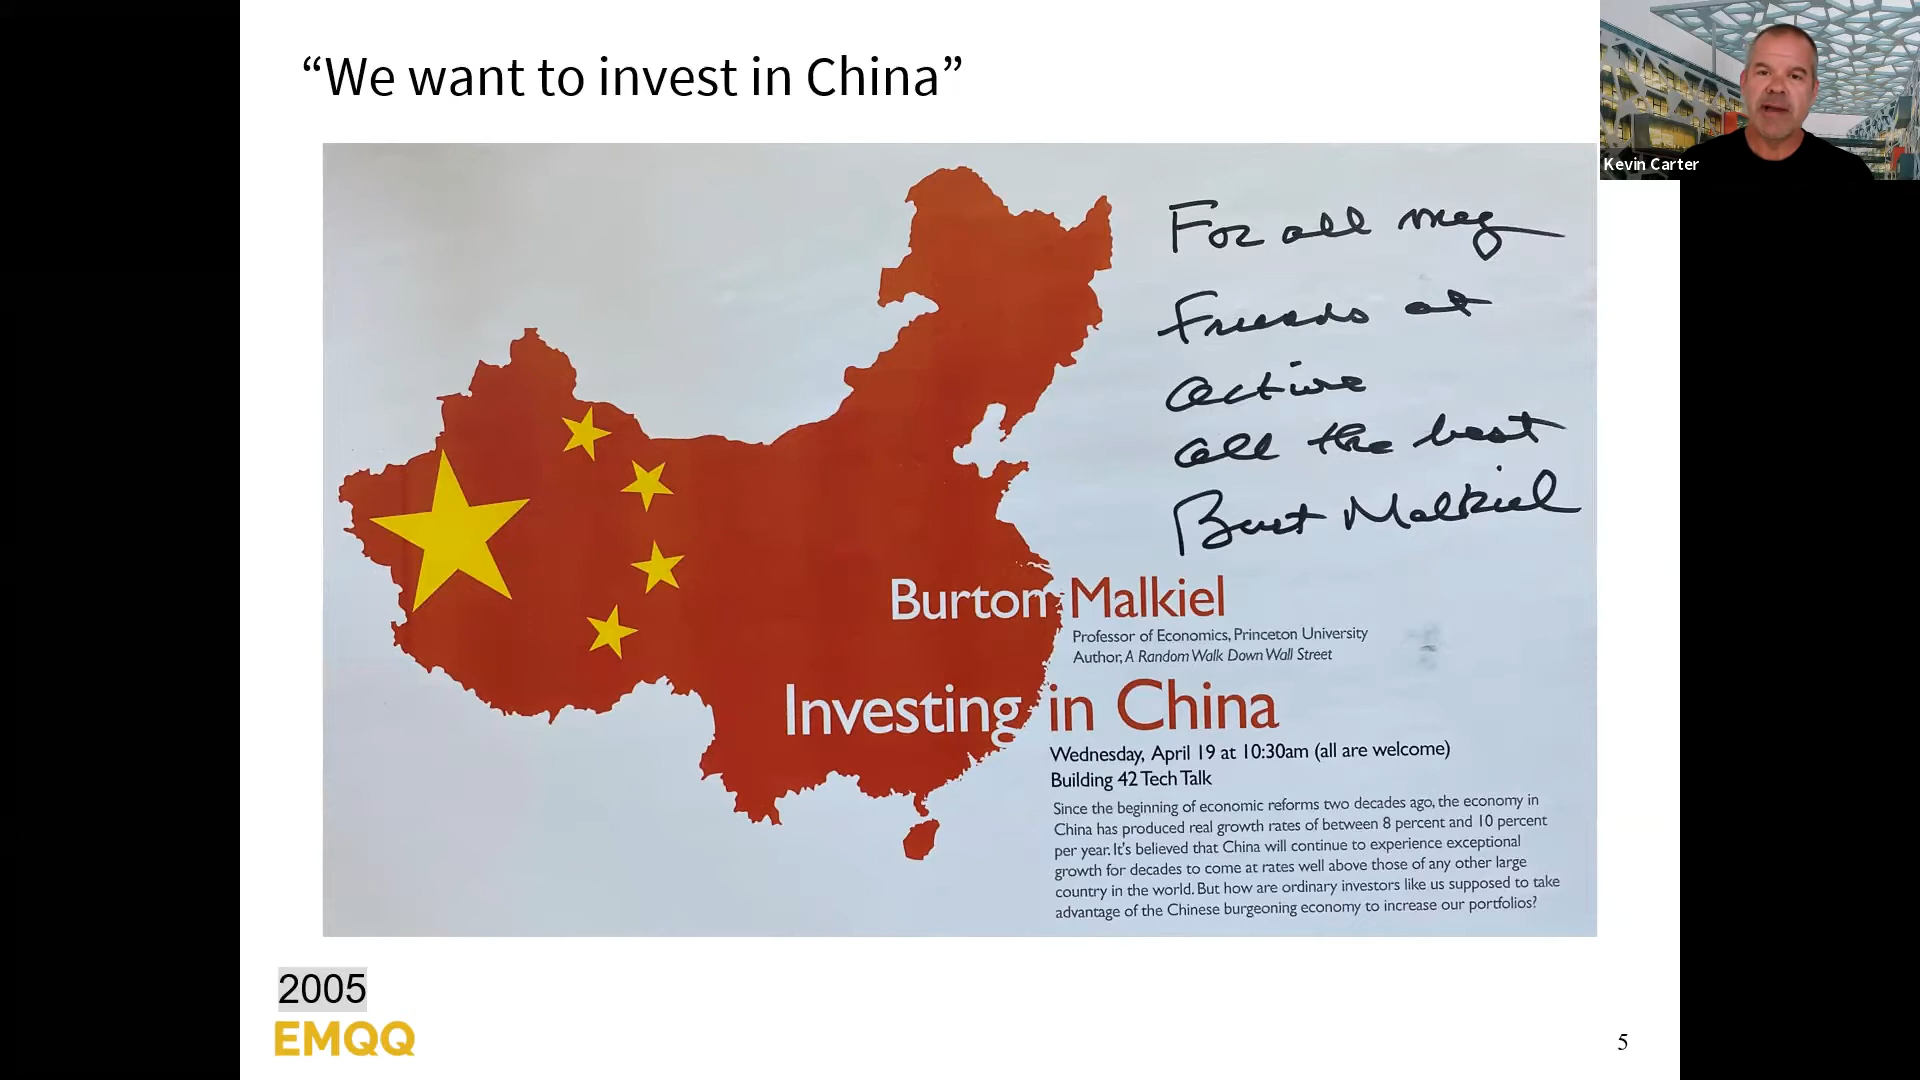 “We want to invest in China”
Kevin Carter
For all my
Friends at
Active
all the best
Burt Malkiel
Burton Malkiel
Professor of Economics, Princeton University
Author, A Random Walk Down Wall Street
Investing in China
Wednesday, April 19 at 10:30am (all are welcome)
Building 42 Tech Talk
Since the beginning of economic reforms two decades ago, the economy in
China has produced real growth rates of between 8 percent and 10 percent
per year. It's believed that China will continue to experience exceptional
growth for decades to come at rates well above those of any other large
country in the world. But how are ordinary investors like us supposed to take
advantage of the Chinese burgeoning economy to increase our portfolios?
2005
EMQQ
5